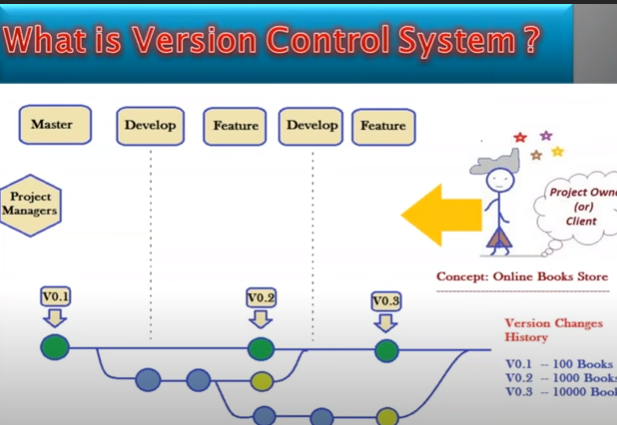 What is Version Control System ?
Master
Develop
Feature
Develop
Feature
Project
Managers
Project
(or)
Client
Concept: Online Books Store
V0.1
V0.2
V0.3
Version Changes
History
V0.1 -- 100 Books
V0.2 -- 1000 Books
V0.3 -- 10000